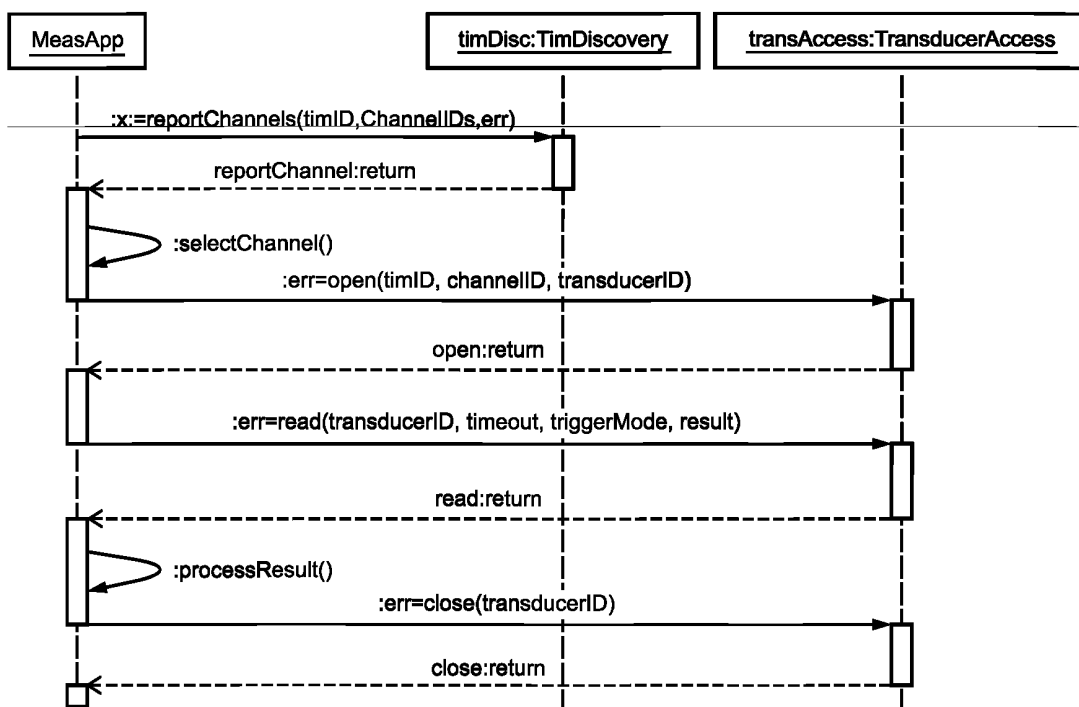 MeasApp
timDisc:TimDiscovery
transAccess:TransducerAccess
:x:=reportChannels(timID,ChannelIDs,err)
reportChannel:return
:selectChannel()
:err=open(timID, channelID, transducerID)
open:return
:err=read(transducerID, timeout, triggerMode, result)
read:return
:processResult()
:err=close(transducerID)
close:return